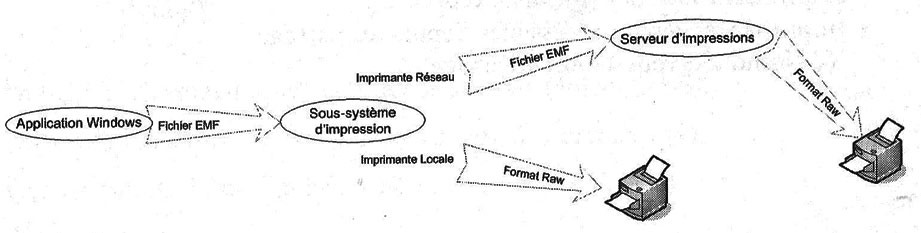 Serveur d'impressions
Fichier EMF
Imprimante Réseau
Format Raw
Application Windows
Fichier EMF
Sous-système
d'impression
Imprimante Locale
Format Raw